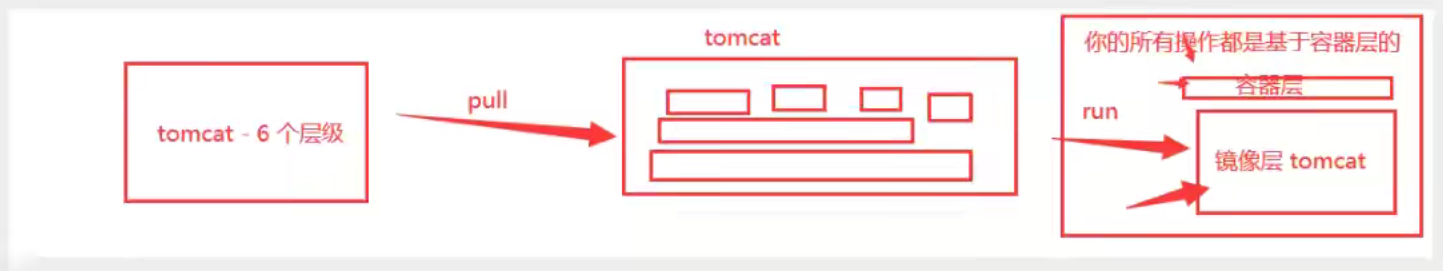 tomcat - 6 个层级
pull
tomcat
run
你的所有操作都是基于容器层的
容器层
镜像层 tomcat